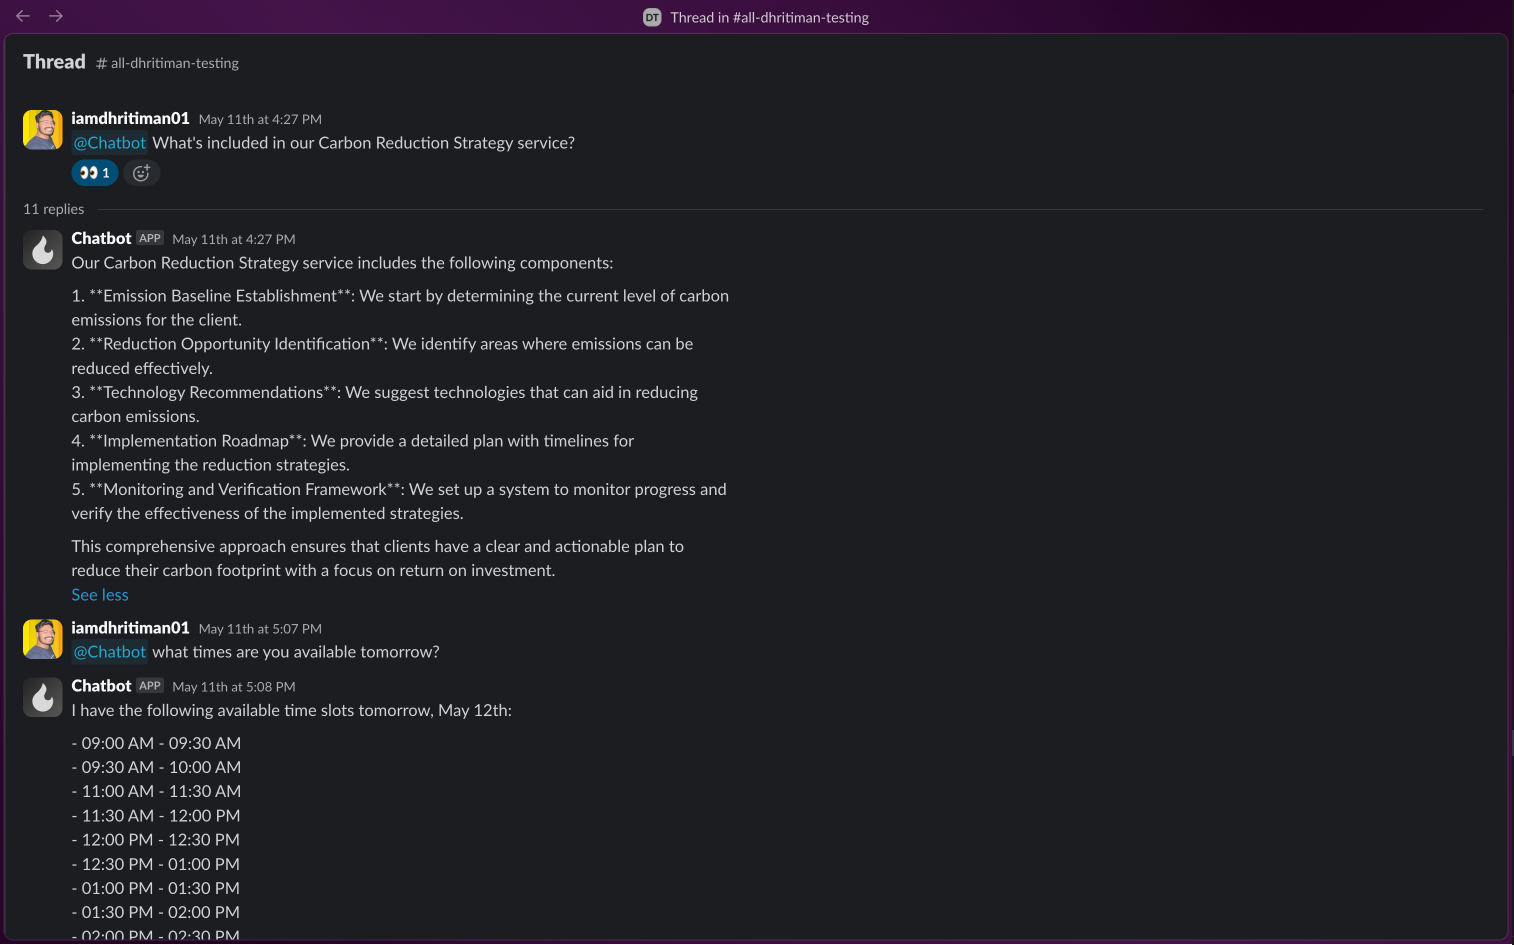 DT Thread in #all-dhritiman-testing
Thread # all-dhritiman-testing
iamdhritiman01 May 11th at 4:27 PM
@Chatbot What's included in our Carbon Reduction Strategy service?
👀 1
11 replies
Chatbot APP May 11th at 4:27 PM
Our Carbon Reduction Strategy service includes the following components:
1. **Emission Baseline Establishment**: We start by determining the current level of carbon
emissions for the client.
2. **Reduction Opportunity Identification**: We identify areas where emissions can be
reduced effectively.
3. **Technology Recommendations**: We suggest technologies that can aid in reducing
carbon emissions.
4. **Implementation Roadmap**: We provide a detailed plan with timelines for
implementing the reduction strategies.
5. **Monitoring and Verification Framework**: We set up a system to monitor progress and
verify the effectiveness of the implemented strategies.
This comprehensive approach ensures that clients have a clear and actionable plan to
reduce their carbon footprint with a focus on return on investment.
See less
iamdhritiman01 May 11th at 5:07 PM
@Chatbot what times are you available tomorrow?
Chatbot APP May 11th at 5:08 PM
I have the following available time slots tomorrow, May 12th:
- 09:00 AM - 09:30 AM
- 09:30 AM - 10:00 AM
- 11:00 AM - 11:30 AM
- 11:30 AM - 12:00 PM
- 12:00 PM - 12:30 PM
- 12:30 PM - 01:00 PM
- 01:00 PM - 01:30 PM
- 01:30 PM - 02:00 PM
- 02:00 PM - 02:30 PM